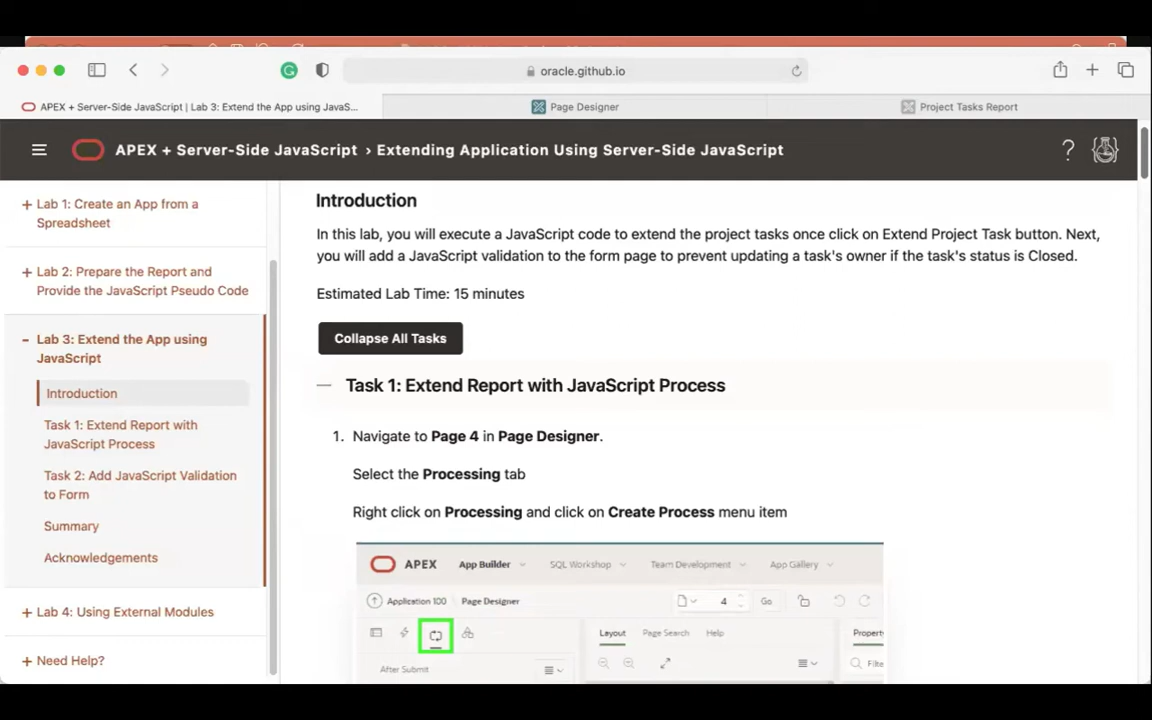 oracle.github.io
APEX + Server-Side JavaScript | Lab 3: Extend the App using JavaS...
Page Designer
Project Tasks Report
APEX + Server-Side JavaScript › Extending Application Using Server-Side JavaScript
?
+ Lab 1: Create an App from a
Spreadsheet
+ Lab 2: Prepare the Report and
Provide the JavaScript Pseudo Code
- Lab 3: Extend the App using
JavaScript
Introduction
Task 1: Extend Report with
JavaScript Process
Task 2: Add JavaScript Validation
to Form
Summary
Acknowledgements
+ Lab 4: Using External Modules
+ Need Help?
Introduction
In this lab, you will execute a JavaScript code to extend the project tasks once click on Extend Project Task button. Next,
you will add a JavaScript validation to the form page to prevent updating a task's owner if the task's status is Closed.
Estimated Lab Time: 15 minutes
Collapse All Tasks
— Task 1: Extend Report with JavaScript Process
1. Navigate to Page 4 in Page Designer.
Select the Processing tab
Right click on Processing and click on Create Process menu item
APEX App Builder SQL Workshop Team Development App Gallery
Application 100 Page Designer 4 Go
Layout Page Search Help Property
After Submit Filte